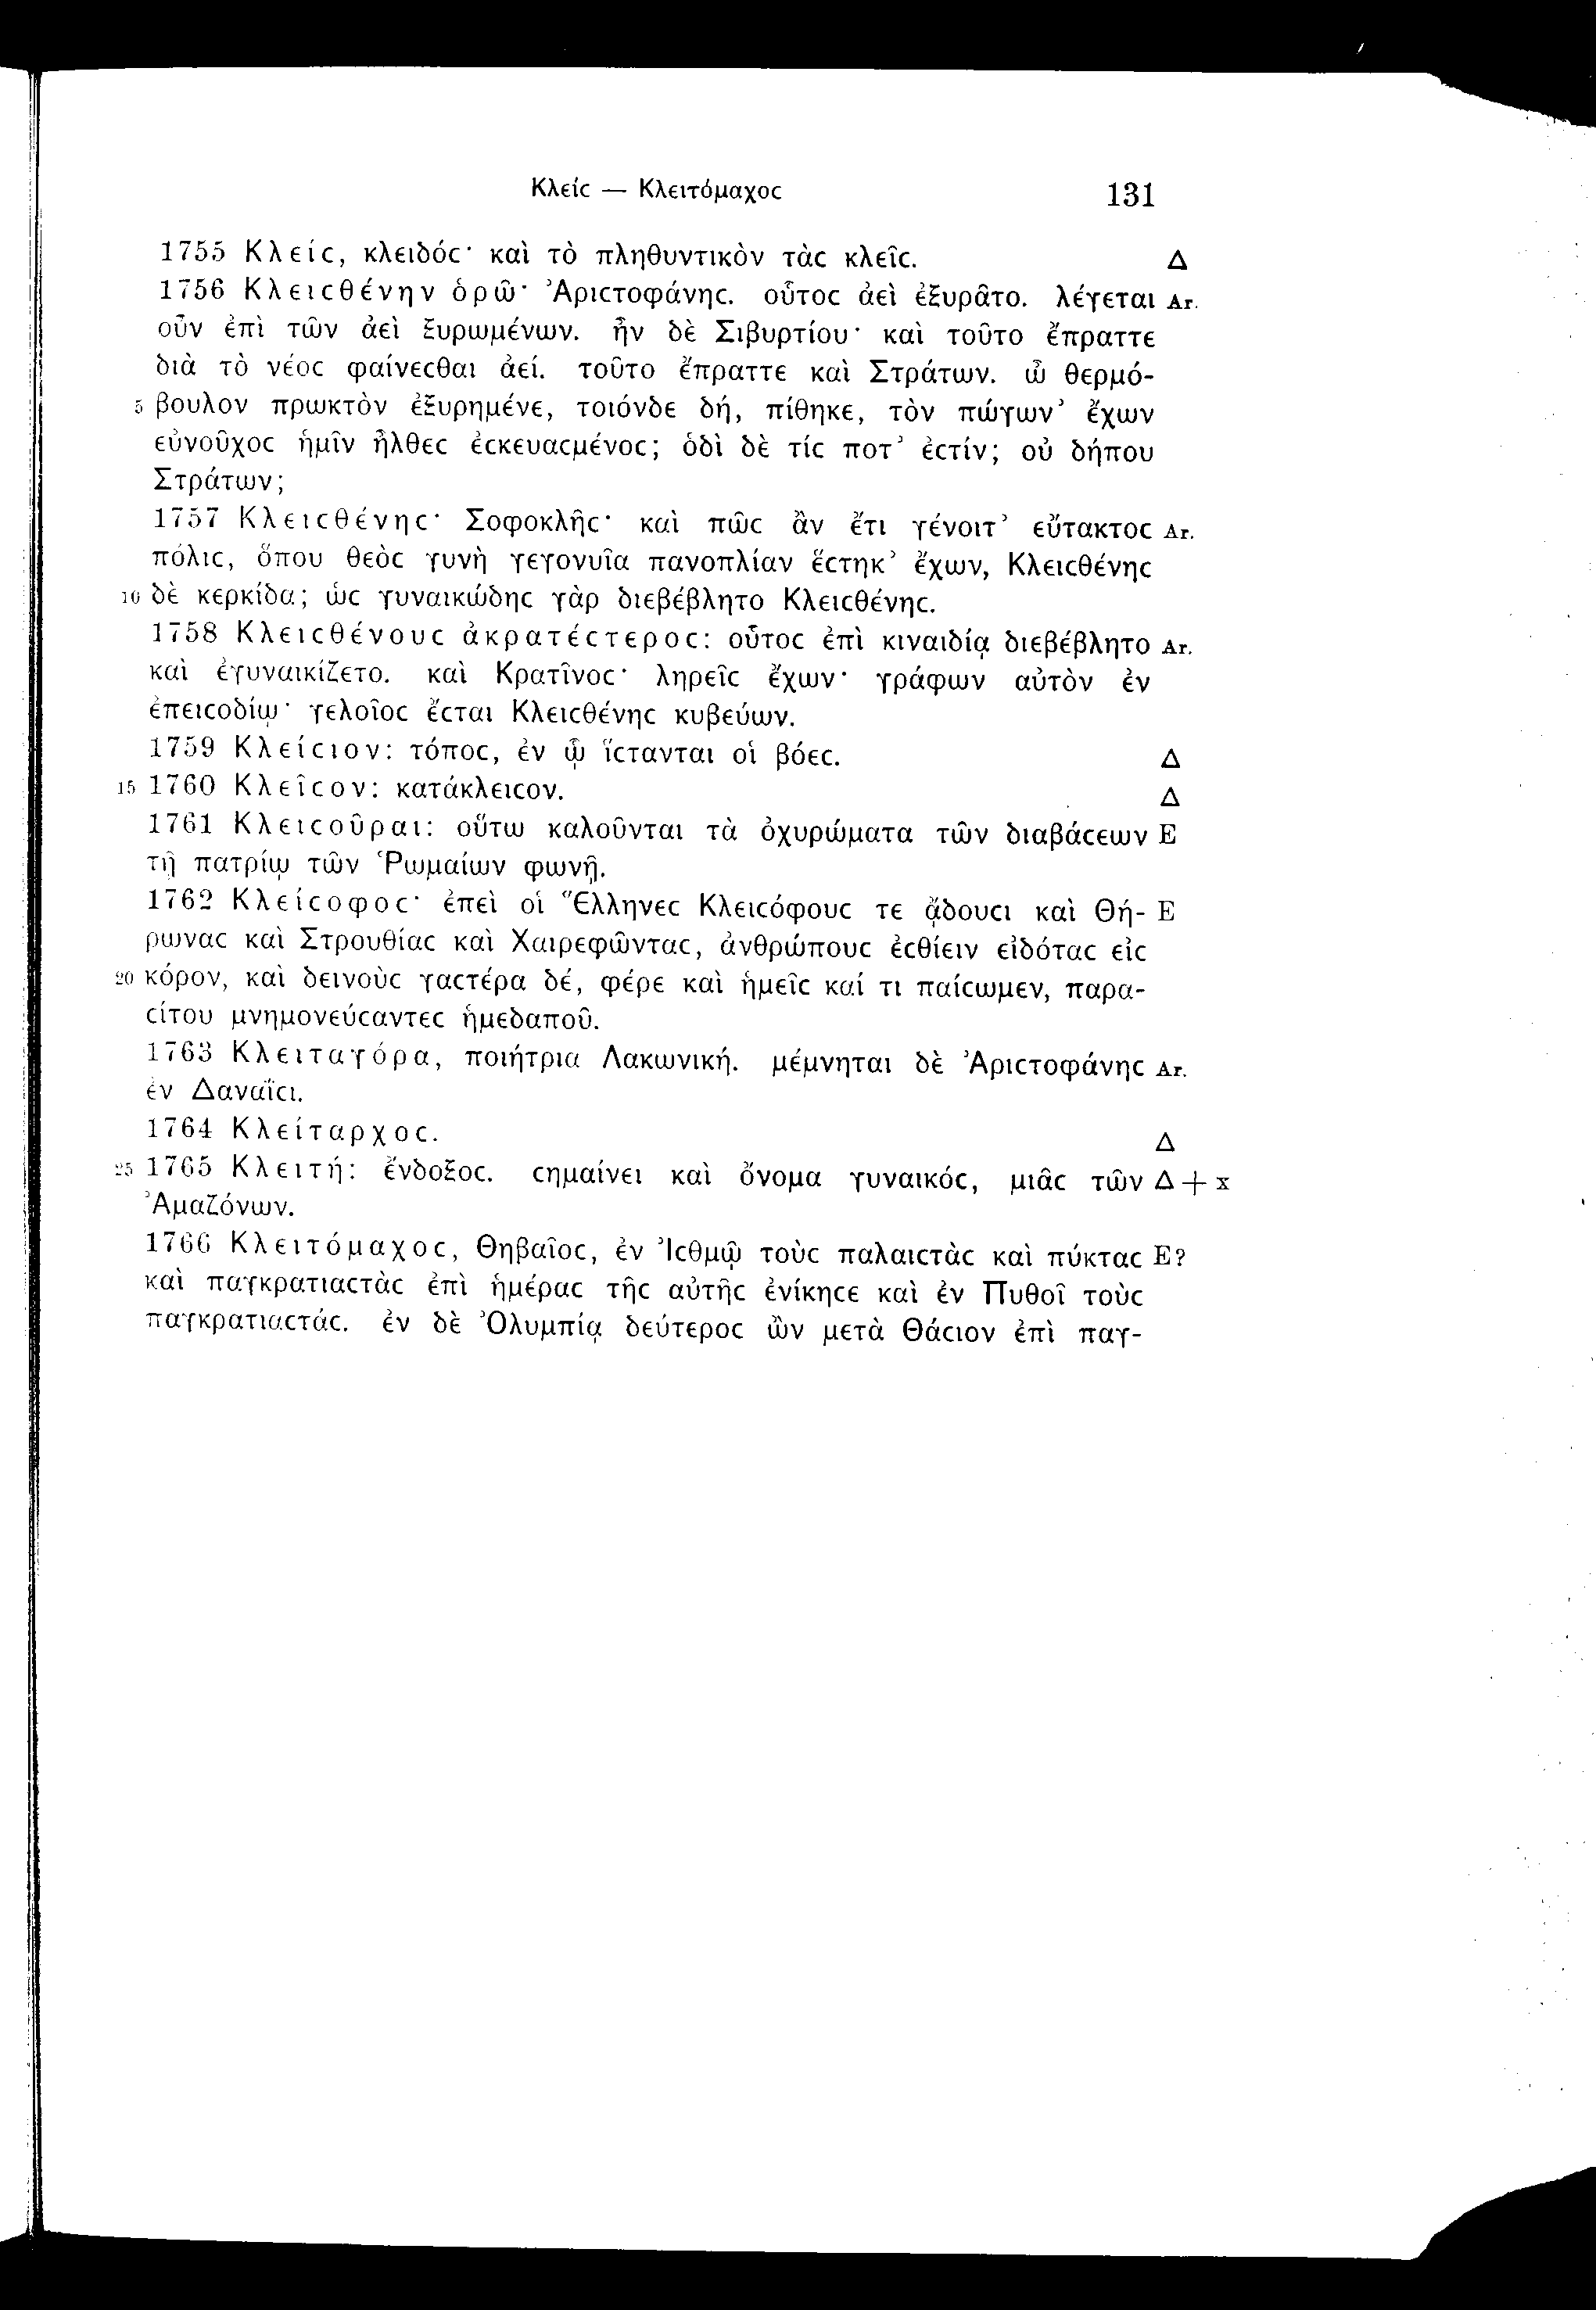 Κλείϲ — Κλειτόμαχοϲ 131
1755 Κλείϲ, κλειδόϲ· καὶ τὸ πληθυντικὸν τὰϲ κλεῖϲ. Δ
1756 Κλειϲθένην ὁρῶ· Ἀριϲτοφάνηϲ. οὗτοϲ ἀεὶ ἐξυρᾶτο. λέγεται Ar.
οὖν ἐπὶ τῶν ἀεὶ ξυρωμένων. ἦν δὲ Σιβυρτίου· καὶ τοῦτο ἔπραττε
διὰ τὸ νέοϲ φαίνεϲθαι ἀεί. τοῦτο ἔπραττε καὶ Στράτων. ὦ θερμό-
5 βουλον πρωκτὸν ἐξυρημένε, τοιόνδε δή, πίθηκε, τὸν πώγων’ ἔχων
εὐνοῦχοϲ ἡμῖν ἦλθεϲ ἐϲκευαϲμένοϲ; ὁδὶ δὲ τίϲ ποτ’ ἐϲτίν; οὐ δήπου
Στράτων;
1757 Κλειϲθένηϲ· Σοφοκλῆϲ· καὶ πῶϲ ἂν ἔτι γένοιτ’ εὔτακτοϲ Ar.
πόλιϲ, ὅπου θεὸϲ γυνὴ γεγονυῖα πανοπλίαν ἕϲτηκ’ ἔχων, Κλειϲθένηϲ
10 δὲ κερκίδα; ὡϲ γυναικώδηϲ γὰρ διεβέβλητο Κλειϲθένηϲ.
1758 Κλειϲθένουϲ ἀκρατέϲτεροϲ: οὗτοϲ ἐπὶ κιναιδίᾳ διεβέβλητο Ar.
καὶ ἐγυναικίζετο. καὶ Κρατῖνοϲ· ληρεῖϲ ἔχων· γράφων αὐτὸν ἐν
ἐπειϲοδίῳ· γελοῖοϲ ἔϲται Κλειϲθένηϲ κυβεύων.
1759 Κλείϲιον: τόποϲ, ἐν ᾧ ἵϲτανται οἱ βόεϲ. Δ
15 1760 Κλεῖϲον: κατάκλειϲον. Δ
1761 Κλειϲοῦραι: οὕτω καλοῦνται τὰ ὀχυρώματα τῶν διαβάϲεων E
τῇ πατρίῳ τῶν Ῥωμαίων φωνῇ.
1762 Κλείϲοφοϲ· ἐπεὶ οἱ Ἕλληνεϲ Κλειϲόφουϲ τε ᾄδουϲι καὶ Θή- E
ρωναϲ καὶ Στρουθίαϲ καὶ Χαιρεφῶνταϲ, ἀνθρώπουϲ ἐϲθίειν εἰδόταϲ εἰϲ
20 κόρον, καὶ δεινοὺϲ γαϲτέρα δέ, φέρε καὶ ἡμεῖϲ καί τι παίϲωμεν, παρα-
ϲίτου μνημονεύϲαντεϲ ἡμεδαποῦ.
1763 Κλειταγόρα, ποιήτρια Λακωνική. μέμνηται δὲ Ἀριϲτοφάνηϲ Ar.
ἐν Δαναΐϲι.
1764 Κλείταρχοϲ. Δ
25 1765 Κλειτή: ἔνδοξοϲ. ϲημαίνει καὶ ὄνομα γυναικόϲ, μιᾶϲ τῶν Δ + x
Ἀμαζόνων.
1766 Κλειτόμαχοϲ, Θηβαῖοϲ, ἐν Ἰϲθμῷ τοὺϲ παλαιϲτὰϲ καὶ πύκταϲ E?
καὶ παγκρατιαϲτὰϲ ἐπὶ ἡμέραϲ τῆϲ αὐτῆϲ ἐνίκηϲε καὶ ἐν Πυθοῖ τοὺϲ
παγκρατιαϲτάϲ. ἐν δὲ Ὀλυμπίᾳ δεύτεροϲ ὢν μετὰ Θάϲιον ἐπὶ παγ-